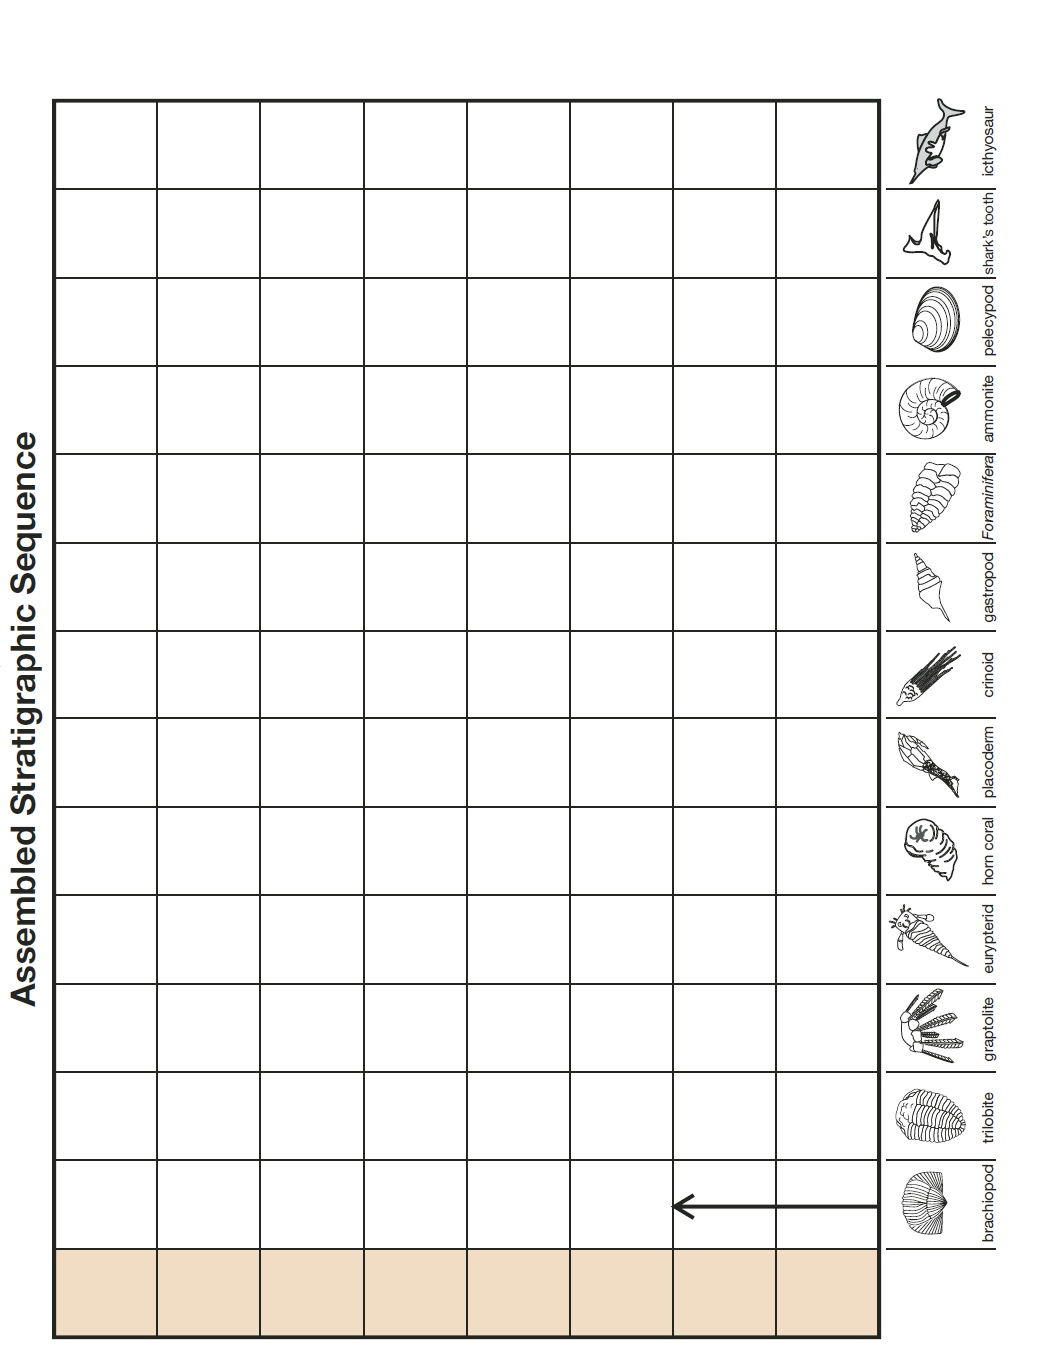 Assembled Stratigraphic Sequence
brachiopod
trilobite
graptolite
eurypterid
horn coral
placoderm
crinoid
gastropod
Foraminifera
ammonite
pelecypod
shark's tooth
icthyosaur